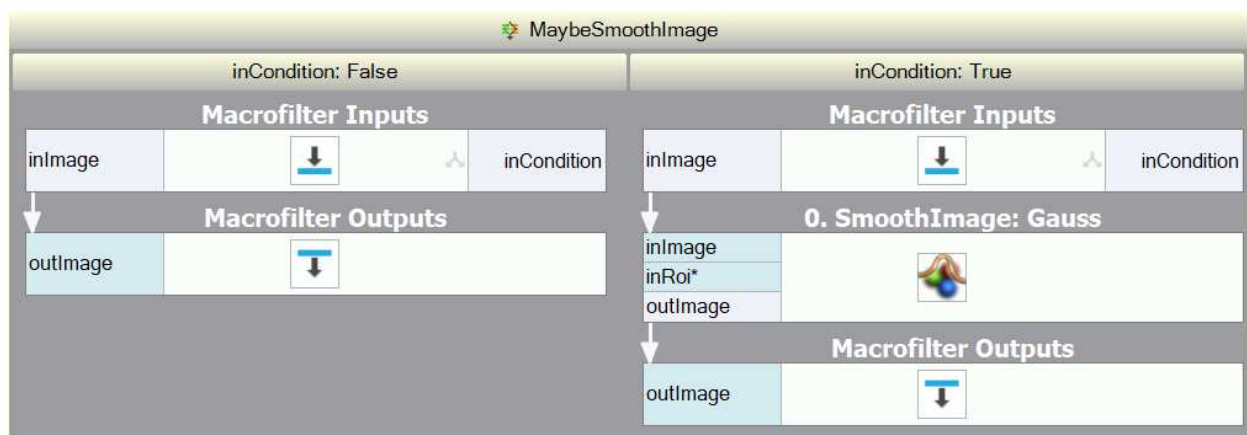 MaybeSmoothImage
inCondition: False
Macrofilter Inputs
inImage
inCondition
Macrofilter Outputs
outImage
inCondition: True
Macrofilter Inputs
inImage
inCondition
0. SmoothImage: Gauss
inImage
inRoi*
outImage
Macrofilter Outputs
outImage